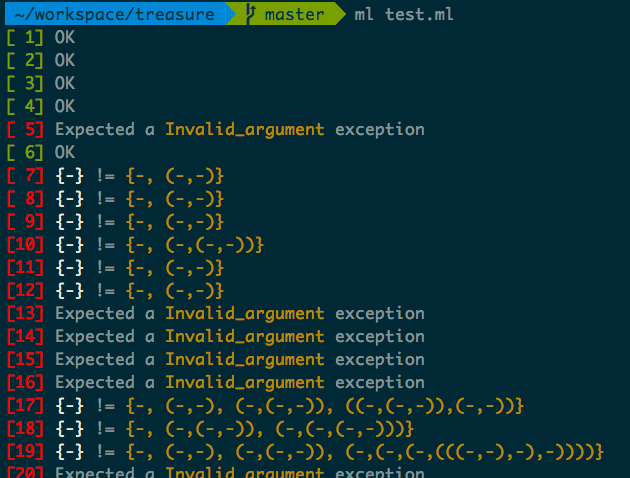 ~/workspace/treasure master ml test.ml
[ 1] OK
[ 2] OK
[ 3] OK
[ 4] OK
[ 5] Expected a Invalid_argument exception
[ 6] OK
[ 7] {-} != {-, (-,-)}
[ 8] {-} != {-, (-,-)}
[ 9] {-} != {-, (-,-)}
[10] {-} != {-, (-,(-,-))}
[11] {-} != {-, (-,-)}
[12] {-} != {-, (-,-)}
[13] Expected a Invalid_argument exception
[14] Expected a Invalid_argument exception
[15] Expected a Invalid_argument exception
[16] Expected a Invalid_argument exception
[17] {-} != {-, (-,-), (-,(-,-)), ((-,(-,-)),(-,-))}
[18] {-} != {-, (-,(-,-)), (-,(-,(-,-)))}
[19] {-} != {-, (-,-), (-,(-,-)), (-,(-,(-,(((-,-),-),-))))}
[20] Expected a Invalid_argument exception